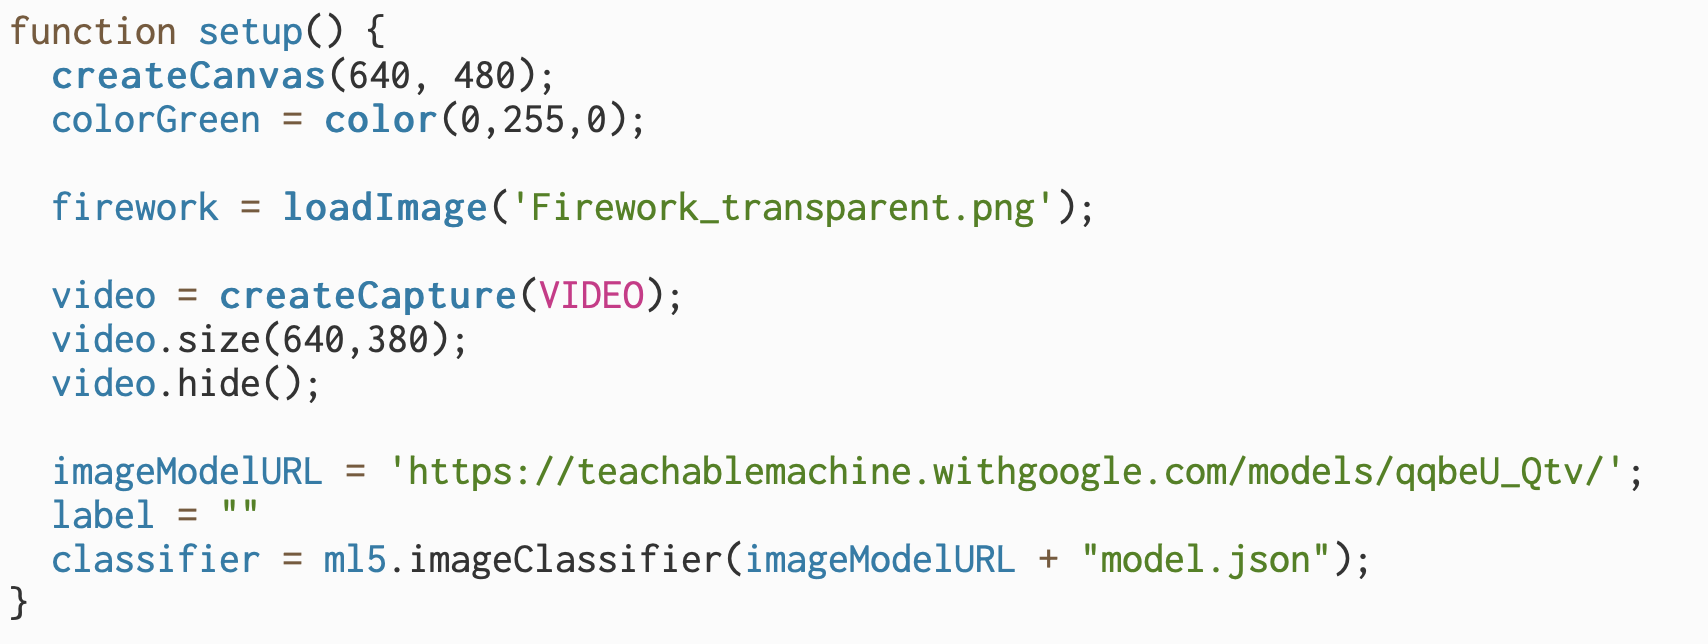 function setup() {
  createCanvas(640, 480);
  colorGreen = color(0,255,0);

  firework = loadImage('Firework_transparent.png');

  video = createCapture(VIDEO);
  video.size(640,380);
  video.hide();

  imageModelURL = 'https://teachablemachine.withgoogle.com/models/qqbeU_Qtv/';
  label = ""
  classifier = ml5.imageClassifier(imageModelURL + "model.json");
}